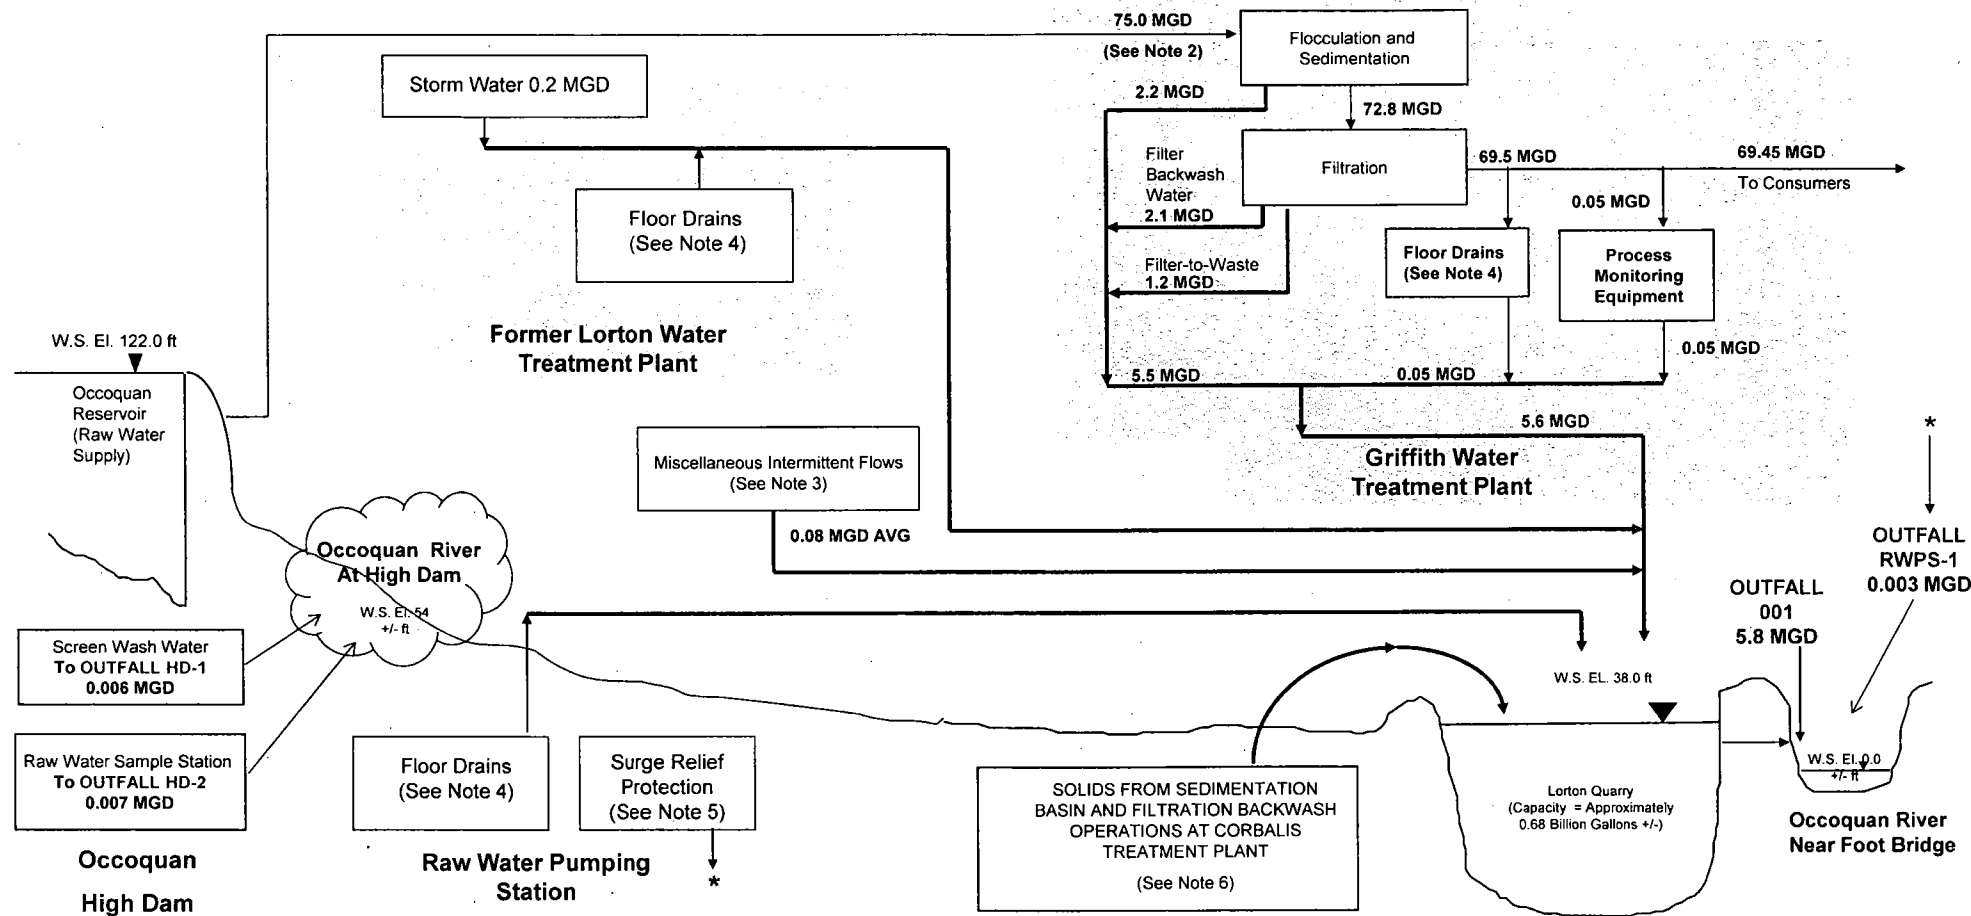 75.0 MGD
(See Note 2)
Flocculation and
Sedimentation
Storm Water 0.2 MGD
2.2 MGD
72.8 MGD
Filter
Backwash
Water
2.1 MGD
Filtration
69.5 MGD
69.45 MGD
To Consumers
0.05 MGD
Floor Drains
(See Note 4)
Filter-to-Waste
1.2 MGD
Floor Drains
(See Note 4)
Process
Monitoring
Equipment
Former Lorton Water
Treatment Plant
0.05 MGD
5.5 MGD
0.05 MGD
5.6 MGD
Griffith Water
Treatment Plant
W.S. El. 122.0 ft
Occoquan
Reservoir
(Raw Water
Supply)
Miscellaneous Intermittent Flows
(See Note 3)
0.08 MGD AVG
*
OUTFALL
RWPS-1
0.003 MGD
Occoquan River
At High Dam
W.S. El. 54
+/- ft
OUTFALL
001
5.8 MGD
Screen Wash Water
To OUTFALL HD-1
0.006 MGD
W.S. EL. 38.0 ft
Raw Water Sample Station
To OUTFALL HD-2
0.007 MGD
Floor Drains
(See Note 4)
Surge Relief
Protection
(See Note 5)
*
SOLIDS FROM SEDIMENTATION
BASIN AND FILTRATION BACKWASH
OPERATIONS AT CORBALIS
TREATMENT PLANT
(See Note 6)
Lorton Quarry
(Capacity = Approximately
0.68 Billion Gallons +/-)
W.S. El. 0.0
+/- ft
Occoquan River
Near Foot Bridge
Occoquan
High Dam
Raw Water Pumping
Station